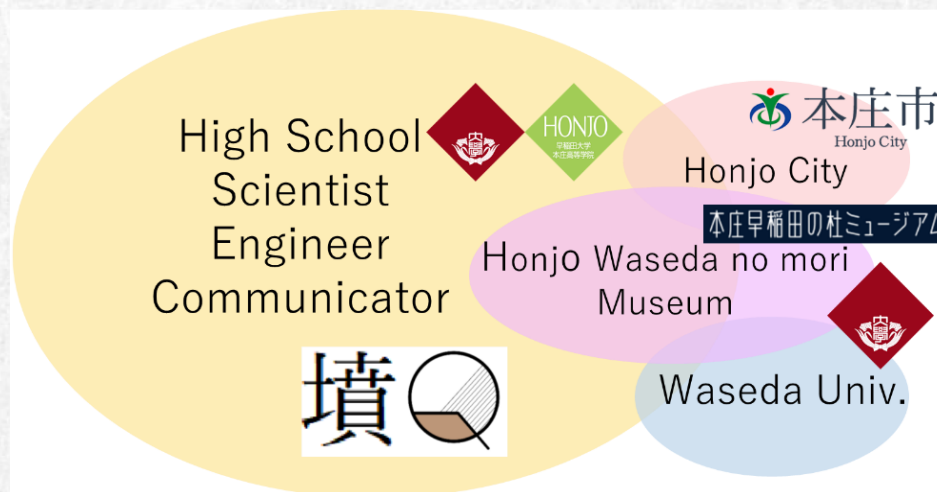 High School
Scientist
Engineer
Communicator
HONJO
早稲田大学
本庄高等学院
本庄市
Honjo City
Honjo City
本庄早稲田の杜ミュージアム
Honjo Waseda no mori
Museum
Waseda Univ.
墳